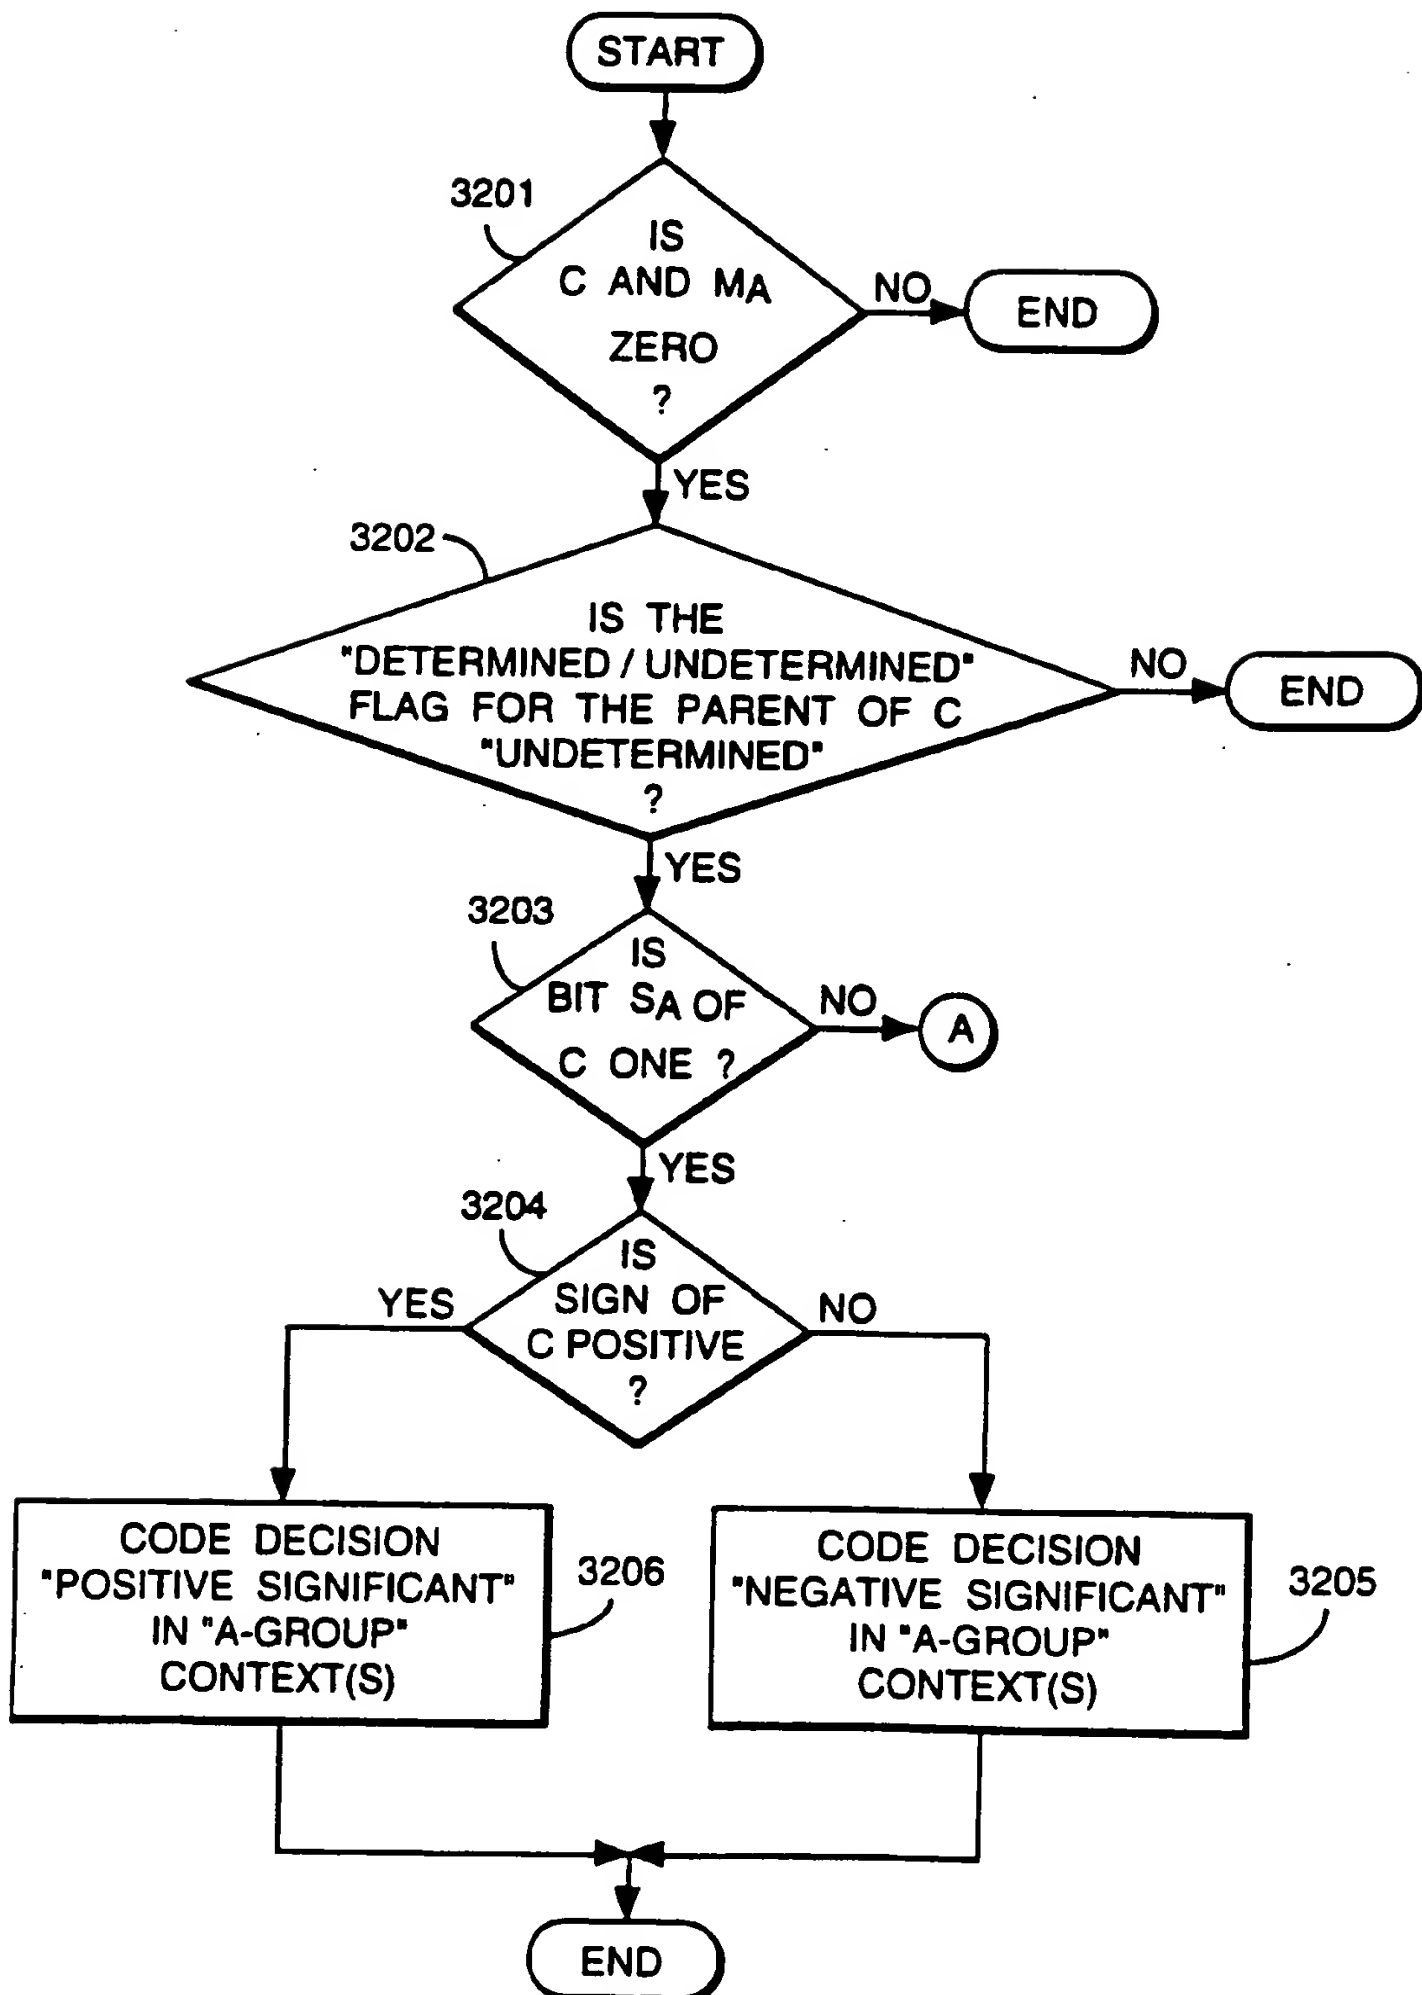 START
3201
IS
C AND MA
ZERO
?
NO
END
YES
3202
IS THE
"DETERMINED / UNDETERMINED"
FLAG FOR THE PARENT OF C
"UNDETERMINED"
?
NO
END
YES
3203
IS
BIT SA OF
C ONE ?
NO
A
YES
3204
IS
SIGN OF
C POSITIVE
?
YES
NO
CODE DECISION
"POSITIVE SIGNIFICANT"
IN "A-GROUP"
CONTEXT(S)
3206
CODE DECISION
"NEGATIVE SIGNIFICANT"
IN "A-GROUP"
CONTEXT(S)
3205
END